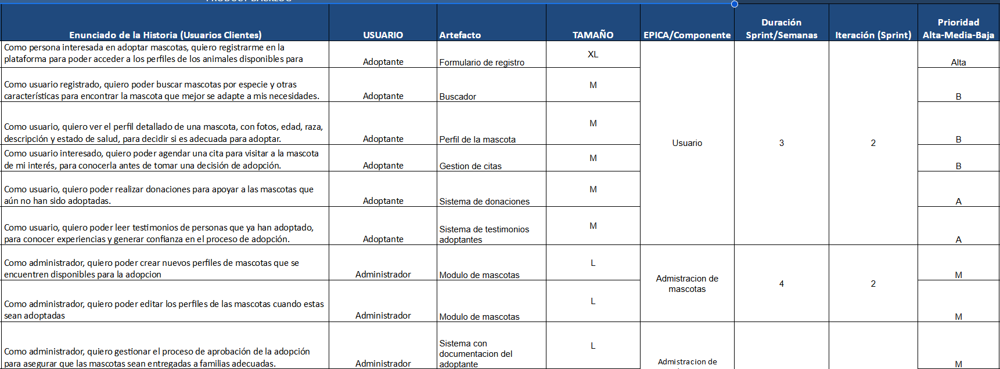 PRODUCT BACKLOG
Enunciado de la Historia (Usuarios Clientes)
USUARIO
Artefacto
TAMAÑO
EPICA/Componente
Duración
Sprint/Semanas
Iteración (Sprint)
Prioridad
Alta-Media-Baja
Como persona interesada en adoptar mascotas, quiero registrarme en la
plataforma para poder acceder a los perfiles de los animales disponibles para
Adoptante
Formulario de registro
XL
Usuario
3
2
Alta
Como usuario registrado, quiero poder buscar mascotas por especie y otras
características para encontrar la mascota que mejor se adapte a mis necesidades.
Adoptante
Buscador
M
B
Como usuario, quiero ver el perfil detallado de una mascota, con fotos, edad, raza,
descripción y estado de salud, para decidir si es adecuada para adoptar.
Adoptante
Perfil de la mascota
M
B
Como usuario interesado, quiero poder agendar una cita para visitar a la mascota
de mi interés, para conocerla antes de tomar una decisión de adopción.
Adoptante
Gestion de citas
M
B
Como usuario, quiero poder realizar donaciones para apoyar a las mascotas que
aún no han sido adoptadas.
Adoptante
Sistema de donaciones
M
A
Como usuario, quiero poder leer testimonios de personas que ya han adoptado,
para conocer experiencias y generar confianza en el proceso de adopción.
Adoptante
Sistema de testimonios
adoptantes
M
A
Como administrador, quiero poder crear nuevos perfiles de mascotas que se
encuentren disponibles para la adopcion
Administrador
Modulo de mascotas
L
Admistracion de
mascotas
4
2
M
Como administrador, quiero poder editar los perfiles de las mascotas cuando estas
sean adoptadas
Administrador
Modulo de mascotas
L
M
Como administrador, quiero gestionar el proceso de aprobación de la adopción
para asegurar que las mascotas sean entregadas a familias adecuadas.
Administrador
Sistema con
documentacion del
adoptante
L
Admistracion de
M